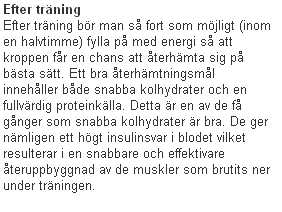 Efter träning
Efter träning bör man så fort som möjligt (inom
en halvtimme) fylla på med energi så att
kroppen får en chans att återhämta sig på
bästa sätt. Ett bra återhämtningsmål
innehåller både snabba kolhydrater och en
fullvärdig proteinkälla. Detta är en av de få
gånger som snabba kolhydrater är bra. De ger
nämligen ett högt insulinsvar i blodet vilket
resulterar i en snabbare och effektivare
återuppbyggnad av de muskler som brutits ner
under träningen.